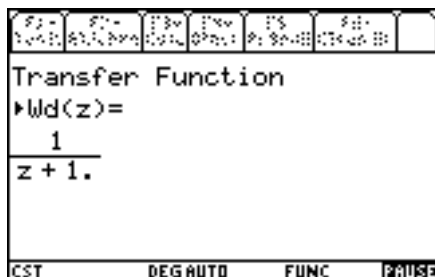 Transfer Function
▸Wd(z)=
1
z + 1.
CST DEG AUTO FUNC PAUSE